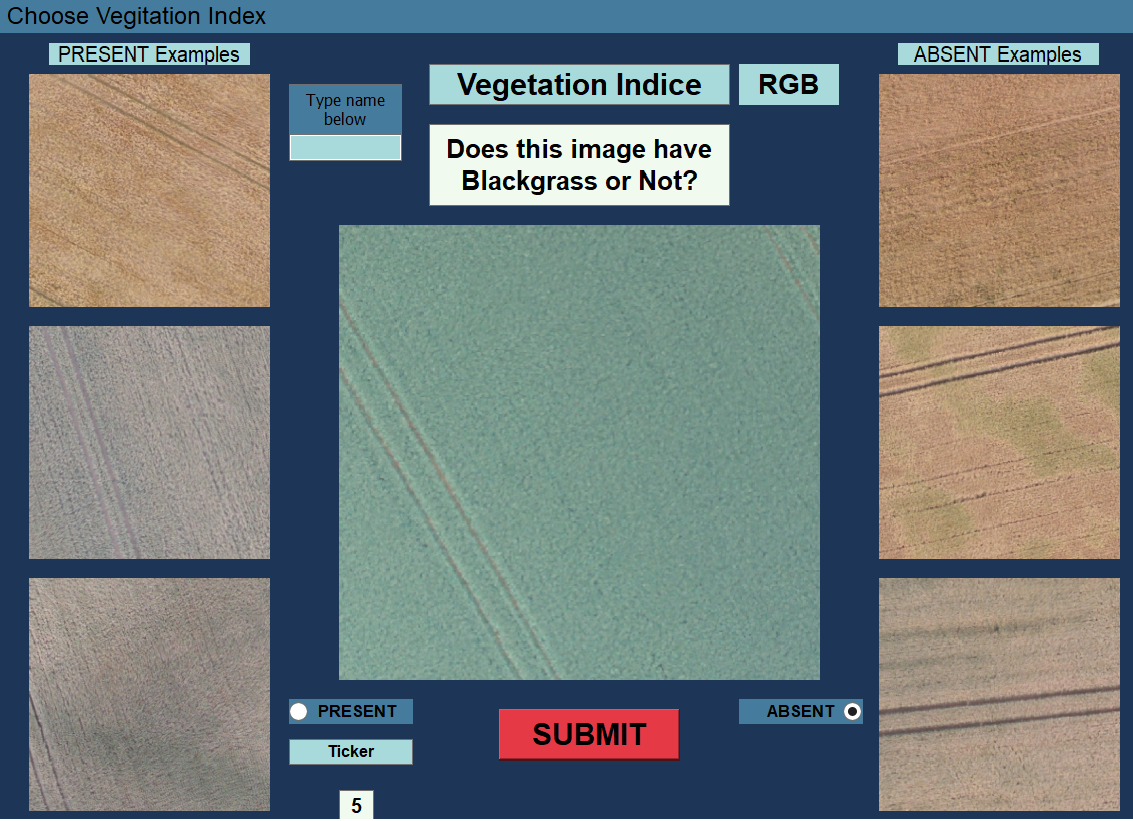 Choose Vegitation Index
PRESENT Examples
ABSENT Examples
Type name
below
Vegetation Indice
RGB
Does this image have
Blackgrass or Not?
PRESENT
ABSENT
SUBMIT
Ticker
5